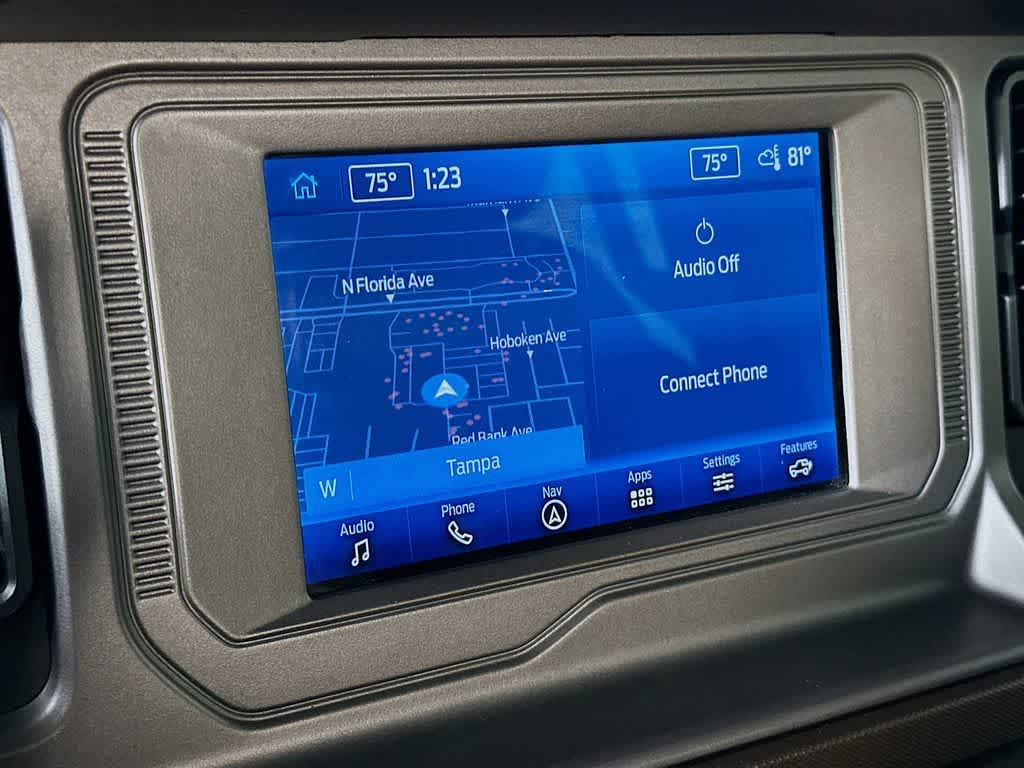 75° 1:23 75° 81°
N Florida Ave
Audio Off
Hoboken Ave
Connect Phone
Red Bank Ave
W Tampa
Audio Phone Nav Apps Settings Features